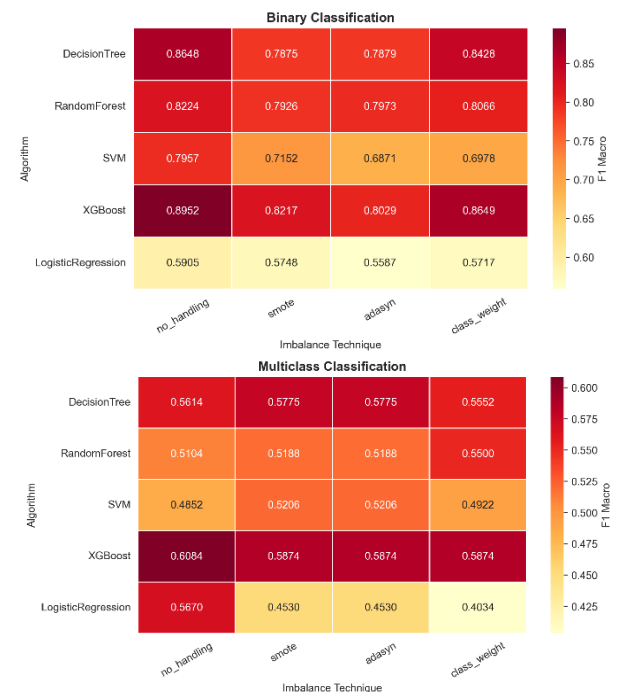 Binary Classification
DecisionTree 0.8648 0.7875 0.7879 0.8428
RandomForest 0.8224 0.7926 0.7973 0.8066
SVM 0.7957 0.7152 0.6871 0.6978
XGBoost 0.8952 0.8217 0.8029 0.8649
LogisticRegression 0.5905 0.5748 0.5587 0.5717
Algorithm
no_handling smote adasyn class_weight
Imbalance Technique
0.85
0.80
0.75
0.70
0.65
0.60
F1 Macro
Multiclass Classification
DecisionTree 0.5614 0.5775 0.5775 0.5552
RandomForest 0.5104 0.5188 0.5188 0.5500
SVM 0.4852 0.5206 0.5206 0.4922
XGBoost 0.6084 0.5874 0.5874 0.5874
LogisticRegression 0.5670 0.4530 0.4530 0.4034
Algorithm
no_handling smote adasyn class_weight
Imbalance Technique
0.600
0.575
0.550
0.525
0.500
0.475
0.450
0.425
F1 Macro